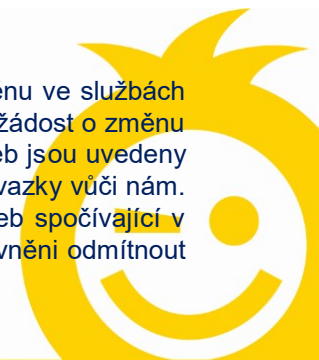 enu ve službách
žádost o změnu
eb jsou uvedeny
vazky vůči nám.
eb spočívající v
vněni odmítnout